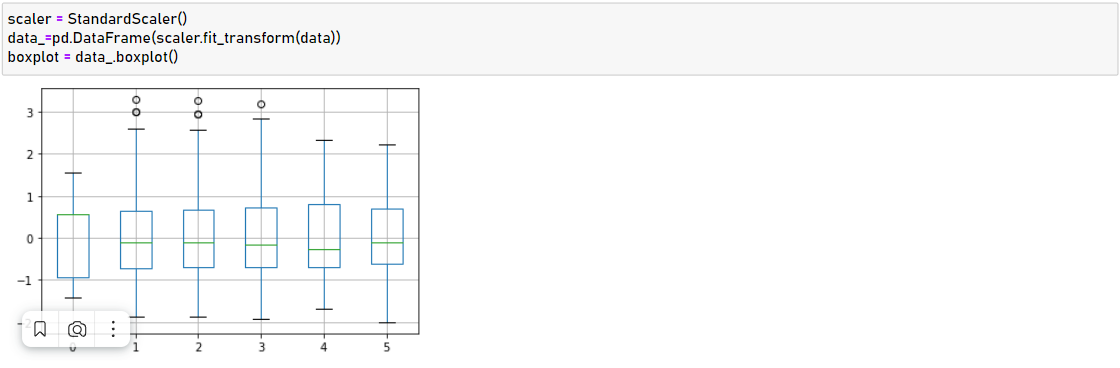 scaler = StandardScaler()
data_=pd.DataFrame(scaler.fit_transform(data))
boxplot = data_.boxplot()
3
2
1
0
−1
0 1 2 3 4 5